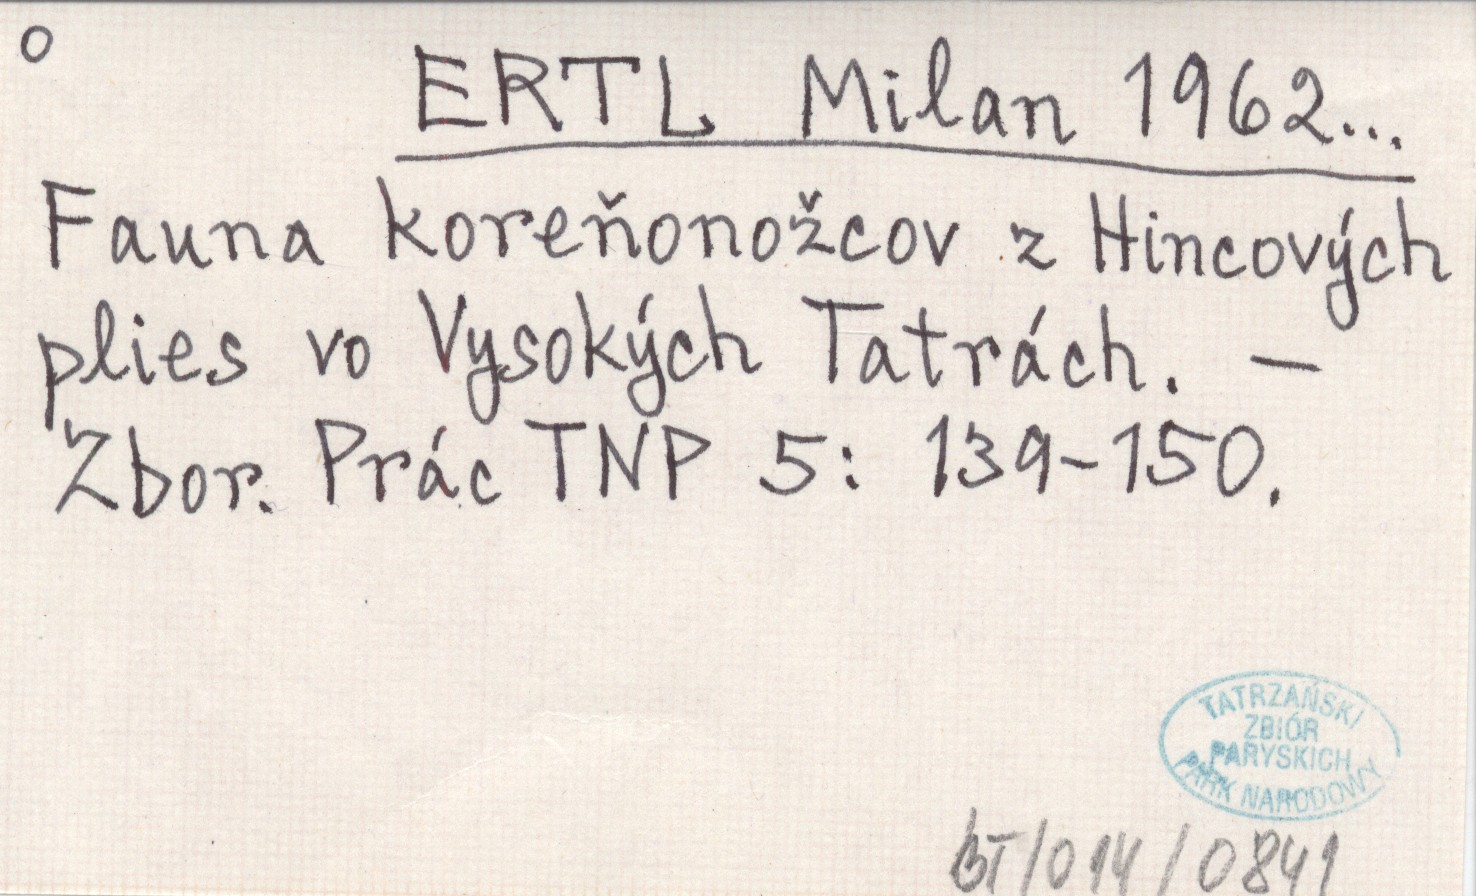 o
ERTL Milan 1962...
Fauna koreňonožcov z Hincových
plies vo Vysokých Tatrách. –
Zbor. Prác TNP 5: 139-150.
TATRZAŃSKI
ZBIÓR
PARYSKICH
PARK NARODOWY
BT/014/0841